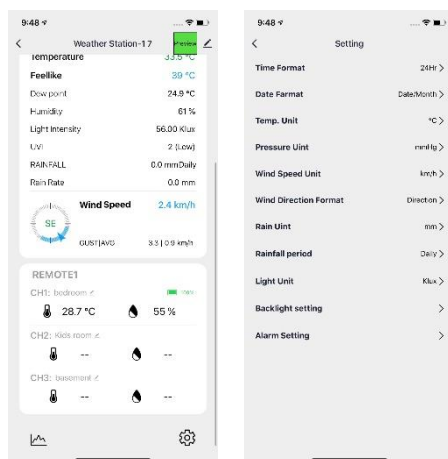 9:48
Weather Station-17
Preview
Temperature 33.5 °C
Feellike 39 °C
Dew point 24.9 °C
Humidity 61%
Light Intensity 56.00 Klux
UVI 2 (Low)
RAINFALL 0.0 mmDaily
Rain Rate 0.0 mm
Wind Speed 2.4 km/h
SE
GUST|AVG 3.3 | 0.9 km/h
REMOTE1
CH1: bedroom
28.7 °C 55 %
CH2: Kids room
-- --
CH3: basement
-- --
9:48
Setting
Time Format 24Hr >
Date Farmat Date/Month >
Temp. Unit °C >
Pressure Uint mmHg >
Wind Speed Unit km/h >
Wind Direction Format Direction >
Rain Uint mm >
Rainfall period Daily >
Light Unit Klux >
Backlight setting >
Alarm Setting >